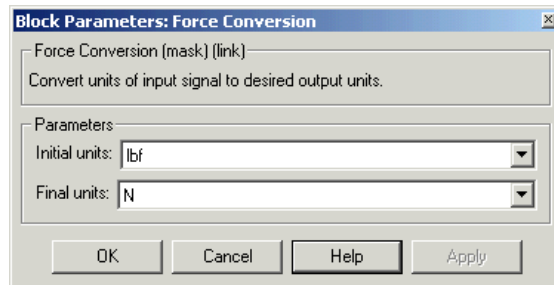 Block Parameters: Force Conversion
Force Conversion (mask) (link)
Convert units of input signal to desired output units.
Parameters
Initial units: lbf
Final units: N
OK Cancel Help Apply